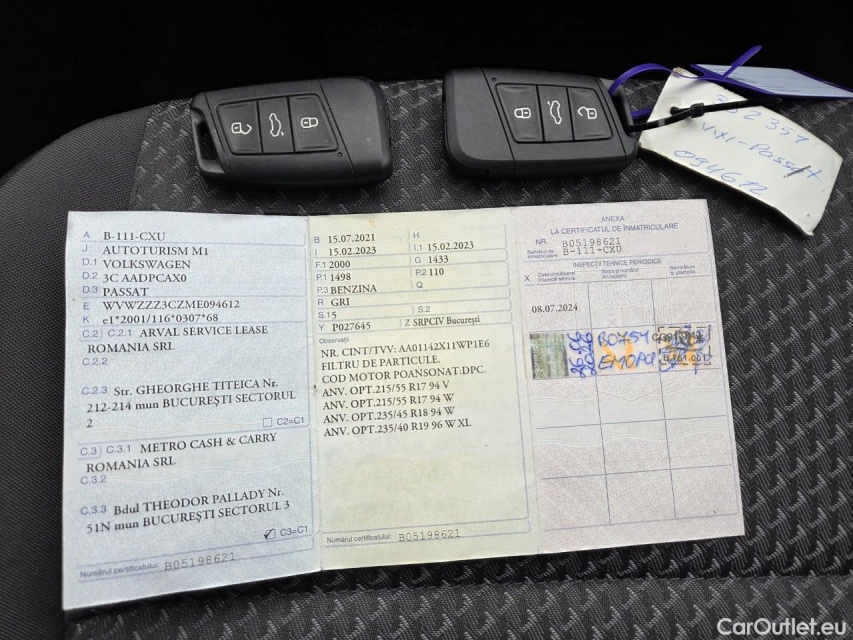 VIXI-Passat
094612
A B-111-CXU
J AUTOTURISM M1
D.1 VOLKSWAGEN
D.2 3C AADPCAX0
D.3 PASSAT
E WVWZZZ3CZME094612
K e1*2001/116*0307*68
C.2 C.2.1 ARVAL SERVICE LEASE
ROMANIA SRL
C.2.2
C.2.3 Str. GHEORGHE TITEICA Nr.
212-214 mun BUCUREŞTI SECTORUL
2
C2=C1
C.3 C.3.1 METRO CASH & CARRY
ROMANIA SRL
C.3.2
C.3.3 Bdul THEODOR PALLADY Nr.
51N mun BUCUREŞTI SECTORUL 3
C3=C1
Numărul certificatului: B05198621
B 15.07.2021 H
I 15.02.2023 I.1 15.02.2023
F.1 2000 G 1433
P.1 1498 P.2 110
P.3 BENZINA Q
R GRI
S.1 5 S.2
Y P027645 Z SRPCIV Bucureşti
Observaţii
NR. CINT/TVV: AA01142X11WP1E6
FILTRU DE PARTICULE.
COD MOTOR POANSONAT:DPC.
ANV. OPT.215/55 R17 94 V
ANV. OPT.215/55 R17 94 W
ANV. OPT.235/45 R18 94 W
ANV. OPT.235/40 R19 96 W XL
Numărul certificatului: B05198621
ANEXA
LA CERTIFICATUL DE INMATRICULARE
NR. B05198621
Numărul de
înmatriculare B-111-CXU
INSPECŢII TEHNICE PERIODICE
X Data următoarei
inspecţii tehnice
08.07.2024
CarOutlet.eu